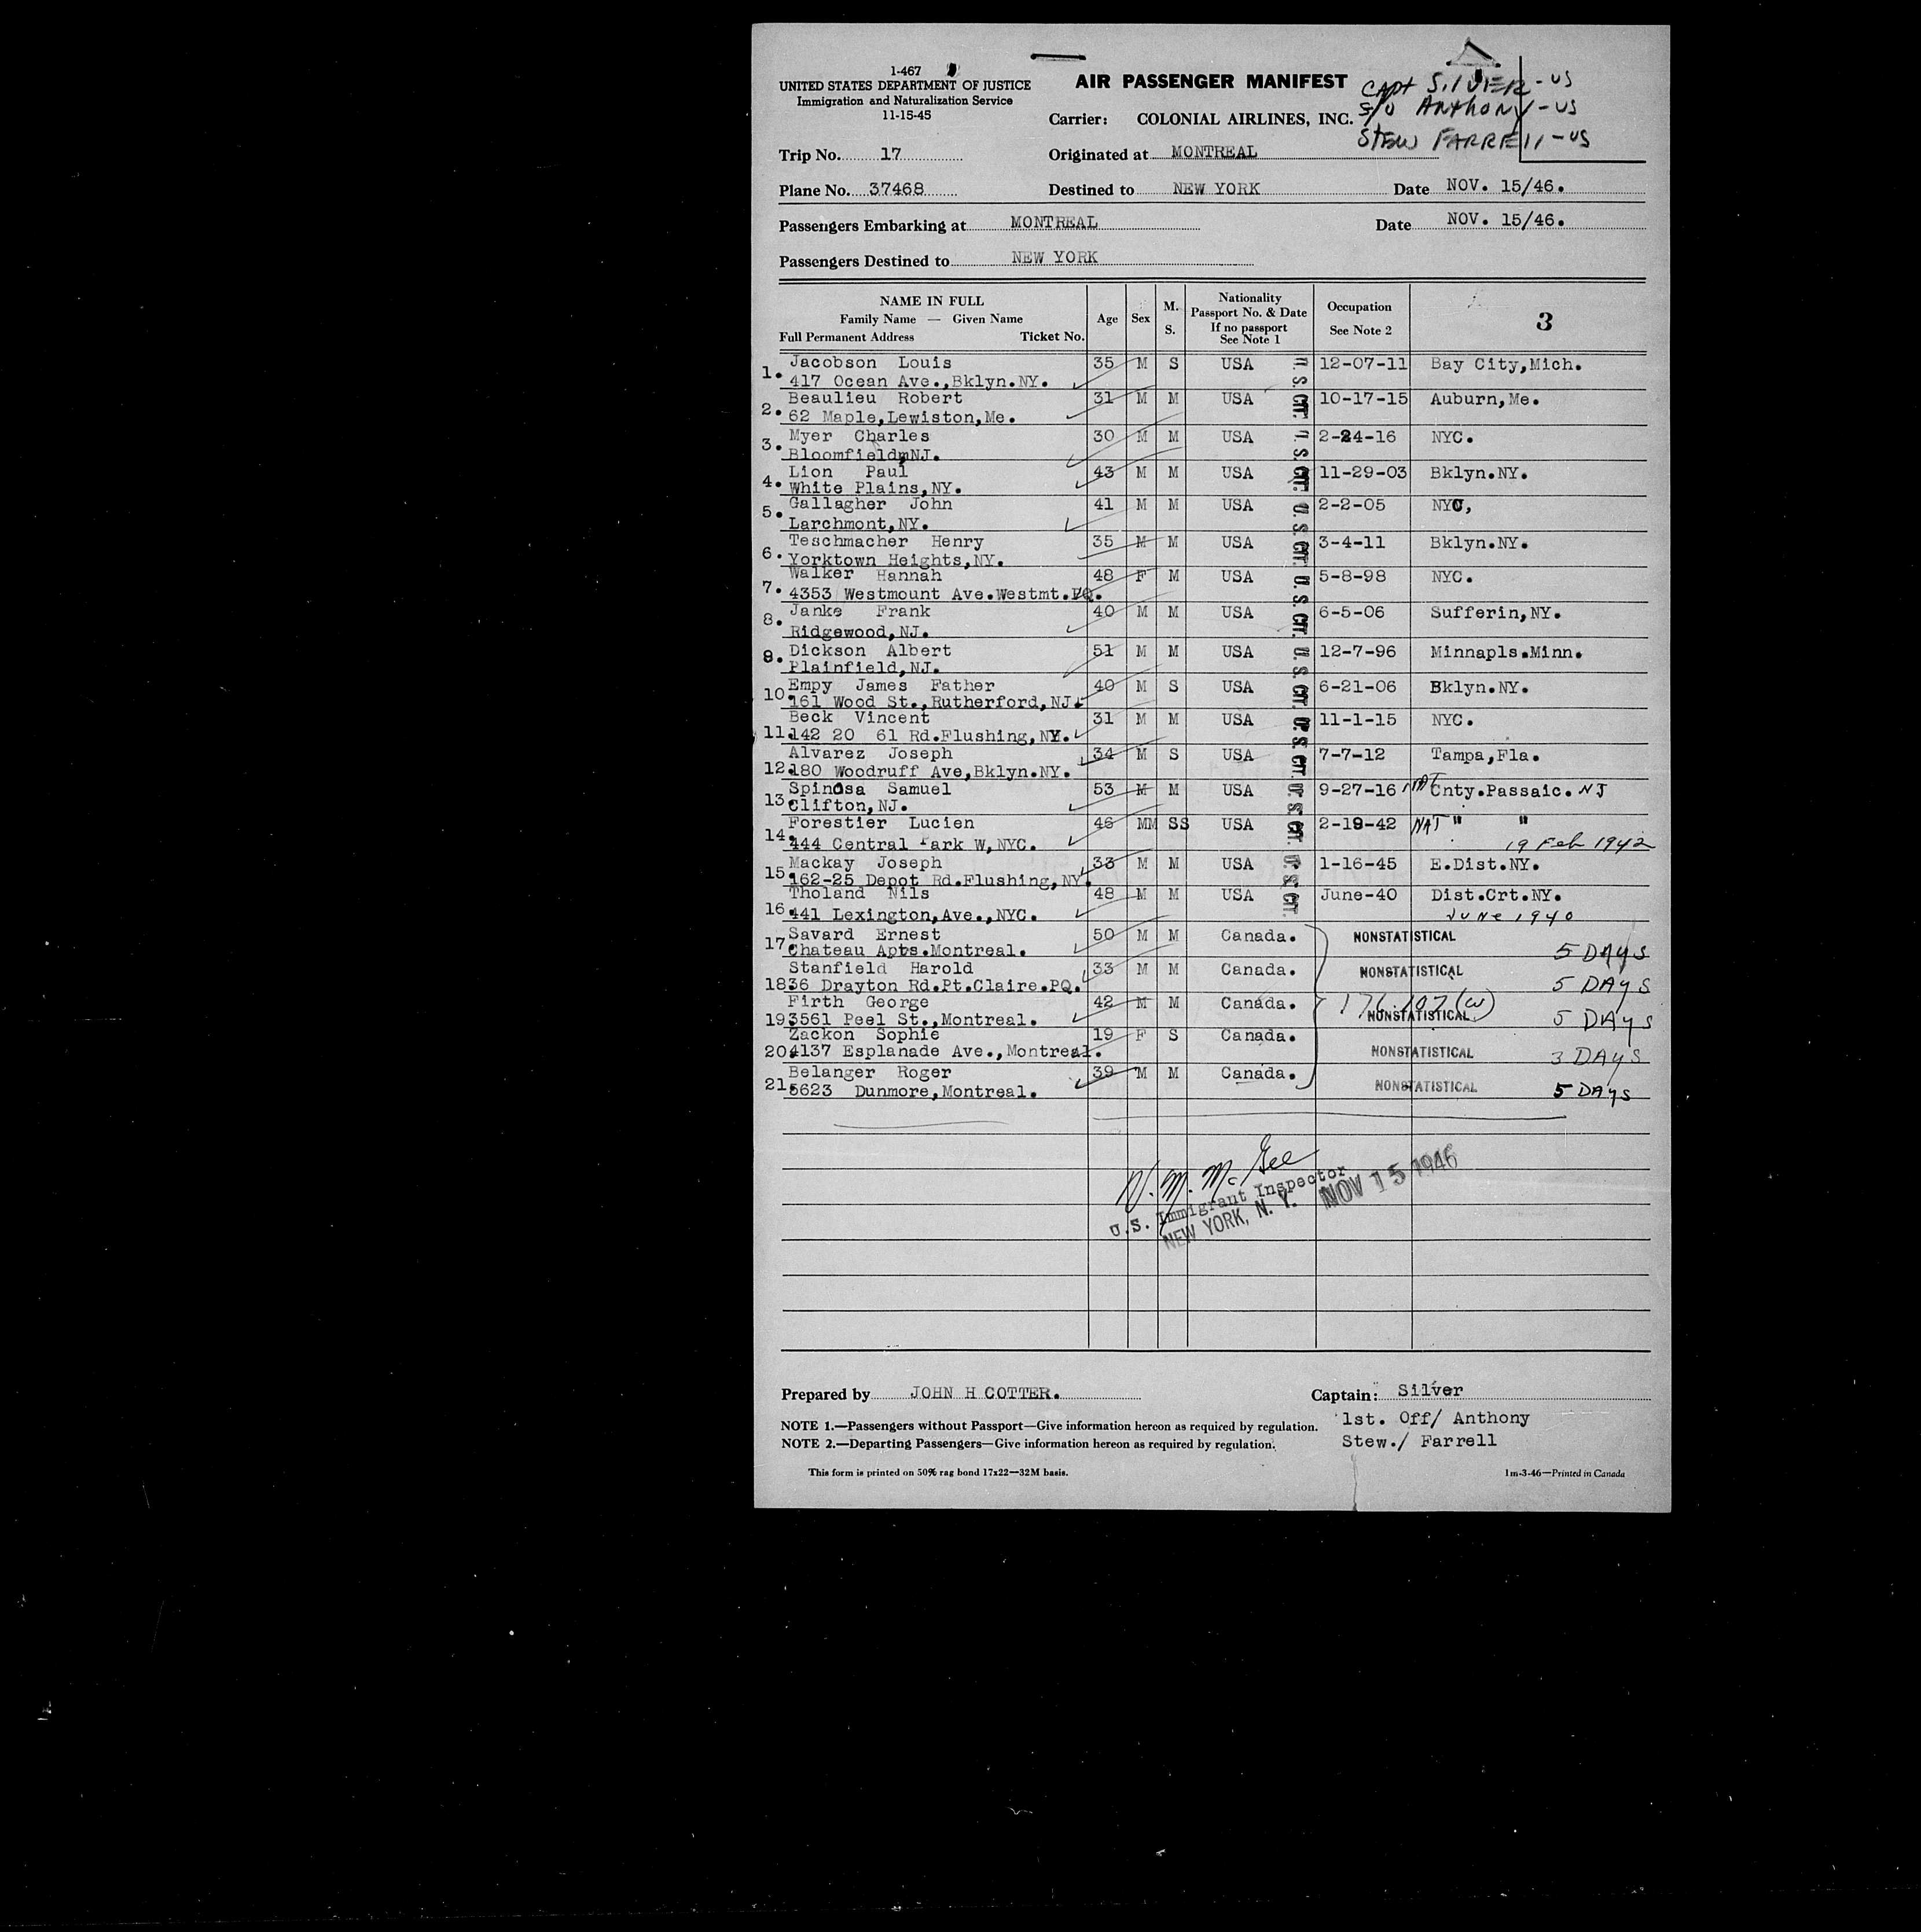 1-467
UNITED STATES DEPARTMENT OF JUSTICE
Immigration and Naturalization Service
11-15-45
AIR PASSENGER MANIFEST
Carrier: COLONIAL AIRLINES, INC.
CAPT SILVER - US
F/O ANTHONY - US
STEW FARRELL - US
Trip No. 17 Originated at MONTREAL
Plane No. 37468 Destined to NEW YORK Date NOV. 15/46.
Passengers Embarking at MONTREAL Date NOV. 15/46.
Passengers Destined to NEW YORK
NAME IN FULL
Family Name — Given Name
Full Permanent Address Ticket No.
Age
Sex
M.
S.
Nationality
Passport No. & Date
If no passport
See Note 1
Occupation
See Note 2
3
Jacobson Louis 35 M S USA U.S. CIT. 12-07-11 Bay City,Mich.
1. 417 Ocean Ave.,Bklyn.NY.
Beaulieu Robert 31 M M USA 10-17-15 Auburn,Me.
2. 62 Maple,Lewiston,Me.
Myer Charles 30 M M USA U.S. CIT. 2-24-16 NYC.
3. Bloomfield,NJ.
Lion Paul 43 M M USA 11-29-03 Bklyn.NY.
4. White Plains,NY.
Gallagher John 41 M M USA U.S. CIT. 2-2-05 NYC,
5. Larchmont,NY.
Teschmacher Henry 35 M M USA 3-4-11 Bklyn.NY.
6. Yorktown Heights,NY.
Walker Hannah 48 F M USA U.S. CIT. 5-8-98 NYC.
7. 4353 Westmount Ave.Westmt.PQ.
Janke Frank 40 M M USA 6-5-06 Sufferin,NY.
8. Ridgewood,NJ.
Dickson Albert 51 M M USA U.S. CIT. 12-7-96 Minnapls.Minn.
9. Plainfield,NJ.
Empy James Father 40 M S USA 6-21-06 Bklyn.NY.
10. 161 Wood St.,Rutherford,NJ.
Beck Vincent 31 M M USA U.S. CIT. 11-1-15 NYC.
11. 142 20 61 Rd.Flushing,NY.
Alvarez Joseph 34 M S USA 7-7-12 Tampa,Fla.
12. 180 Woodruff Ave,Bklyn.NY.
Spinosa Samuel 53 M M USA U.S. CIT. 9-27-16 NAT Cnty.Passaic.NJ
13. Clifton,NJ.
Forestier Lucien 46 MM SS USA 2-19-42 NAT " "
14. 444 Central Park W,NYC. 19 Feb 1942
Mackay Joseph 33 M M USA U.S. CIT. 1-16-45 E.Dist.NY.
15. 162-25 Depot Rd.Flushing,NY.
Tholand Nils 48 M M USA June-40 Dist.Crt.NY.
16. 441 Lexington,Ave.,NYC. JUNE 1940
Savard Ernest 50 M M Canada. NONSTATISTICAL
17. Chateau Apts.Montreal. 5 DAYS
Stanfield Harold 33 M M Canada. NONSTATISTICAL
18 36 Drayton Rd.Pt.Claire.PQ. 5 DAYS
Firth George 42 M M Canada. 176.107(w)
19 3561 Peel St.,Montreal. NONSTATISTICAL 5 DAYS
Zackon Sophie 19 F S Canada.
20. 4137 Esplanade Ave.,Montreal. NONSTATISTICAL 3 DAYS
Belanger Roger 39 M M Canada.
21. 5623 Dunmore,Montreal. NONSTATISTICAL 5 DAYS
N. M. McGee
U.S. Immigrant Inspector
NEW YORK, N. Y. NOV 15 1946
Prepared by JOHN H COTTER. Captain: Silver
NOTE 1.—Passengers without Passport—Give information hereon as required by regulation. 1st. Off/ Anthony
NOTE 2.—Departing Passengers—Give information hereon as required by regulation. Stew./ Farrell
This form is printed on 50% rag bond 17x22—32M basis. 1m-3-46—Printed in Canada